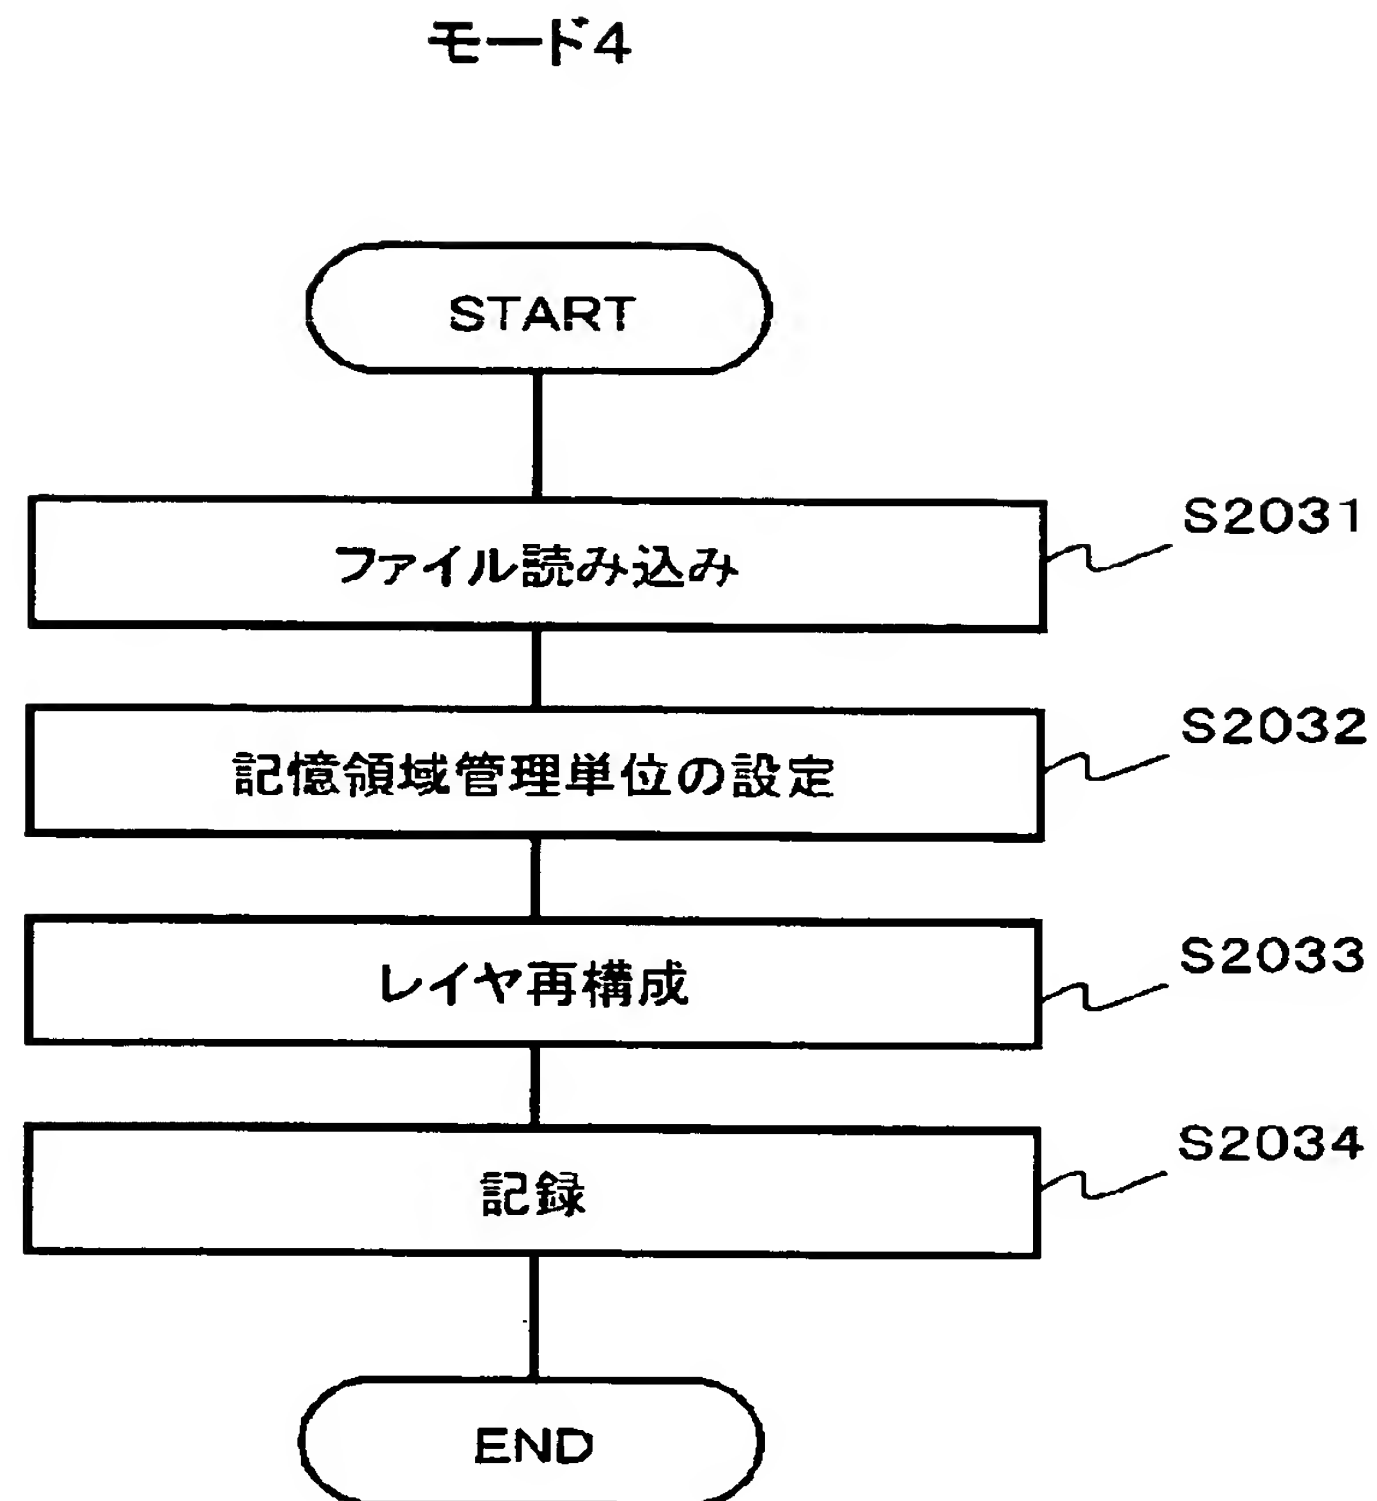 モード4
START
ファイル読み込み
S2031
記憶領域管理単位の設定
S2032
レイヤ再構成
S2033
記録
S2034
END